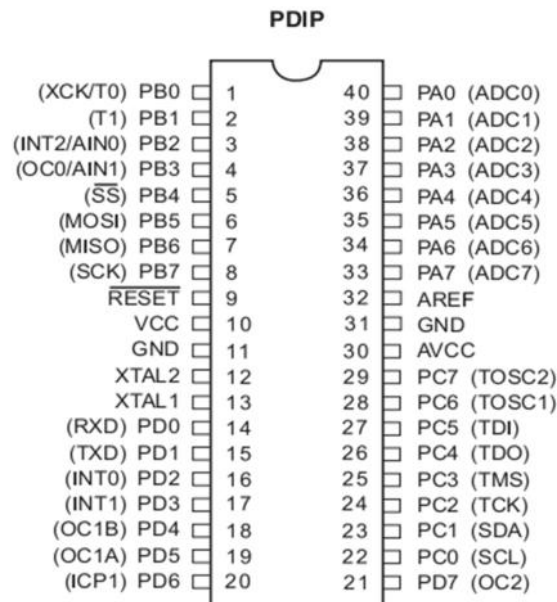 PDIP
(XCK/T0) PB0 1 40 PA0 (ADC0)
(T1) PB1 2 39 PA1 (ADC1)
(INT2/AIN0) PB2 3 38 PA2 (ADC2)
(OC0/AIN1) PB3 4 37 PA3 (ADC3)
(S̅S̅) PB4 5 36 PA4 (ADC4)
(MOSI) PB5 6 35 PA5 (ADC5)
(MISO) PB6 7 34 PA6 (ADC6)
(SCK) PB7 8 33 PA7 (ADC7)
R̅E̅S̅E̅T̅ 9 32 AREF
VCC 10 31 GND
GND 11 30 AVCC
XTAL2 12 29 PC7 (TOSC2)
XTAL1 13 28 PC6 (TOSC1)
(RXD) PD0 14 27 PC5 (TDI)
(TXD) PD1 15 26 PC4 (TDO)
(INT0) PD2 16 25 PC3 (TMS)
(INT1) PD3 17 24 PC2 (TCK)
(OC1B) PD4 18 23 PC1 (SDA)
(OC1A) PD5 19 22 PC0 (SCL)
(ICP1) PD6 20 21 PD7 (OC2)